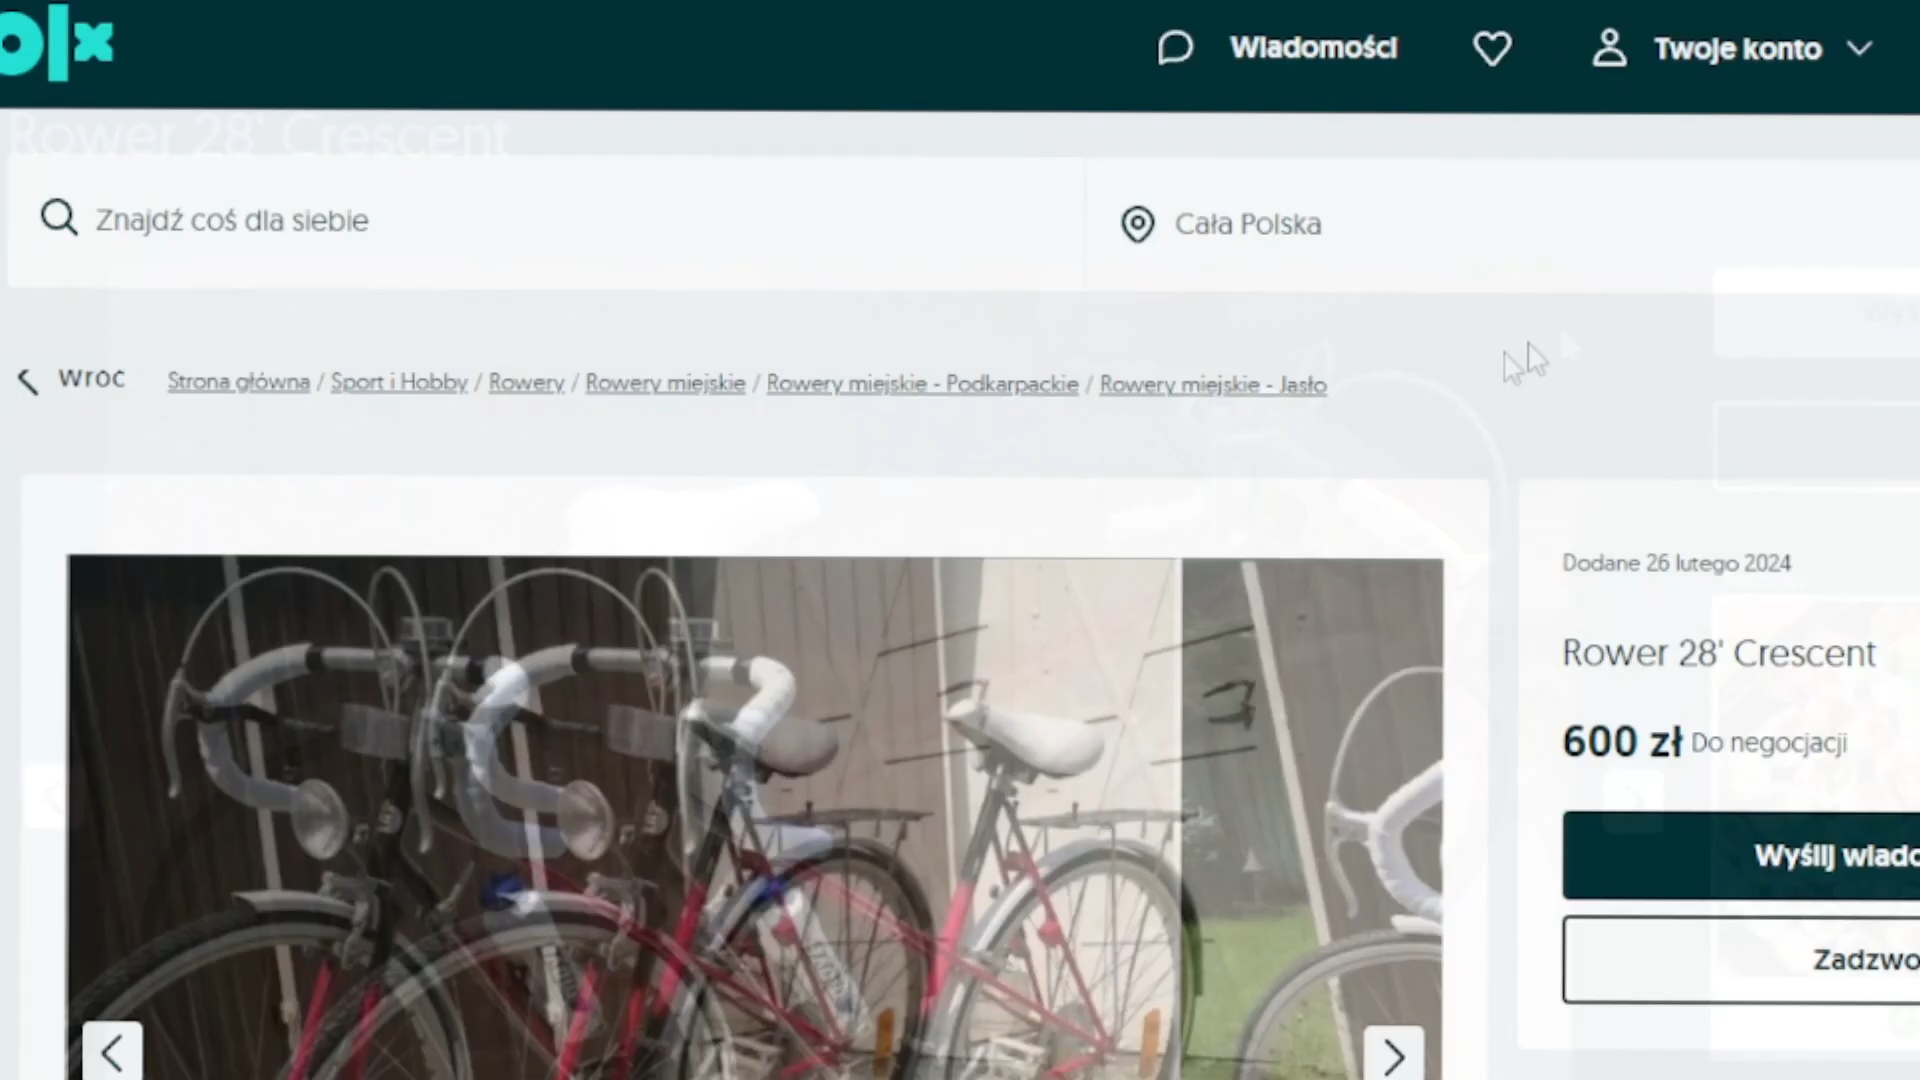 olx
Wiadomości
Twoje konto
Rower 28' Crescent
Znajdź coś dla siebie
Cała Polska
Wróć
Strona główna / Sport i Hobby / Rowery / Rowery miejskie / Rowery miejskie - Podkarpackie / Rowery miejskie - Jasło
Dodane 26 lutego 2024
Rower 28' Crescent
600 zł Do negocjacji
Wyślij wiado
Zadzwo